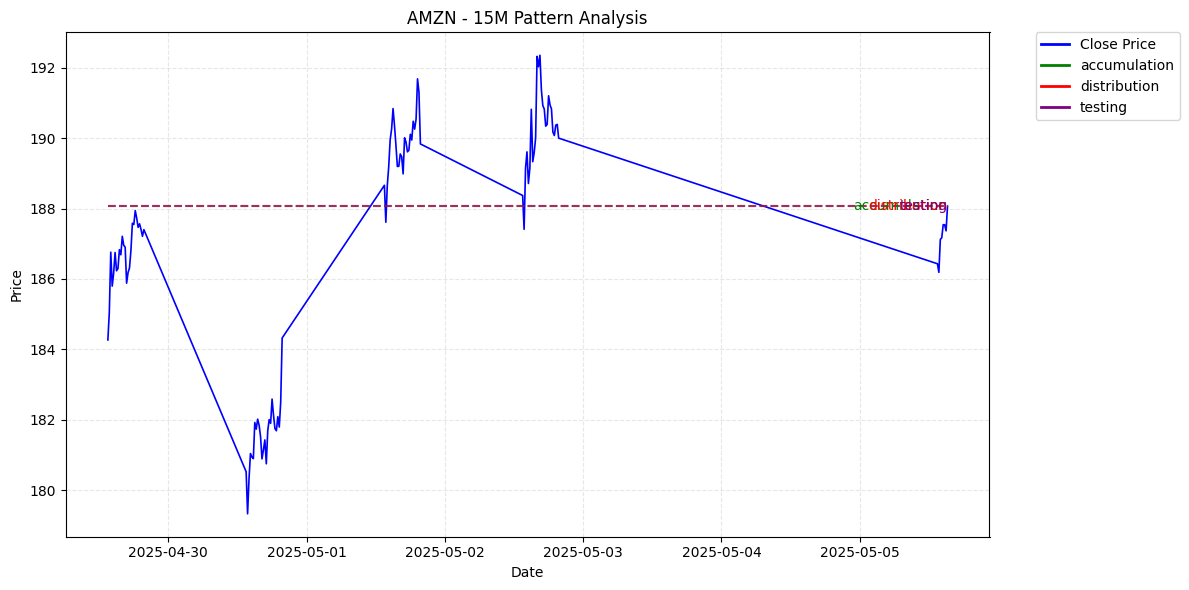 AMZN - 15M Pattern Analysis
Close Price
accumulation
distribution
testing
192
190
188
186
184
182
180
Price
testing
2025-04-30
2025-05-01
2025-05-02
2025-05-03
2025-05-04
2025-05-05
Date